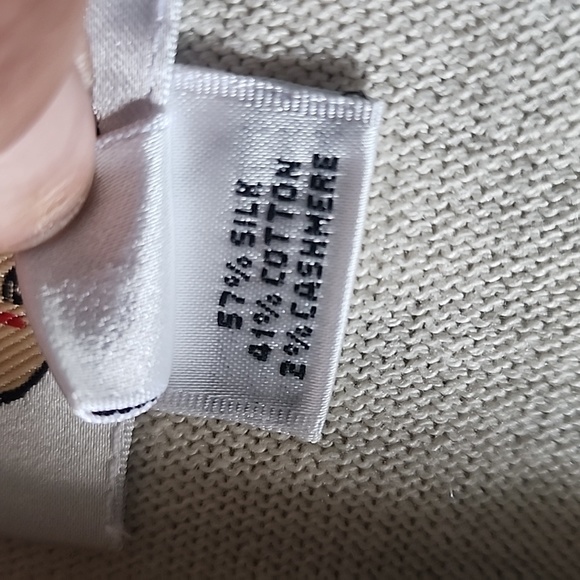 57% SILK
41% COTTON
2% CASHMERE